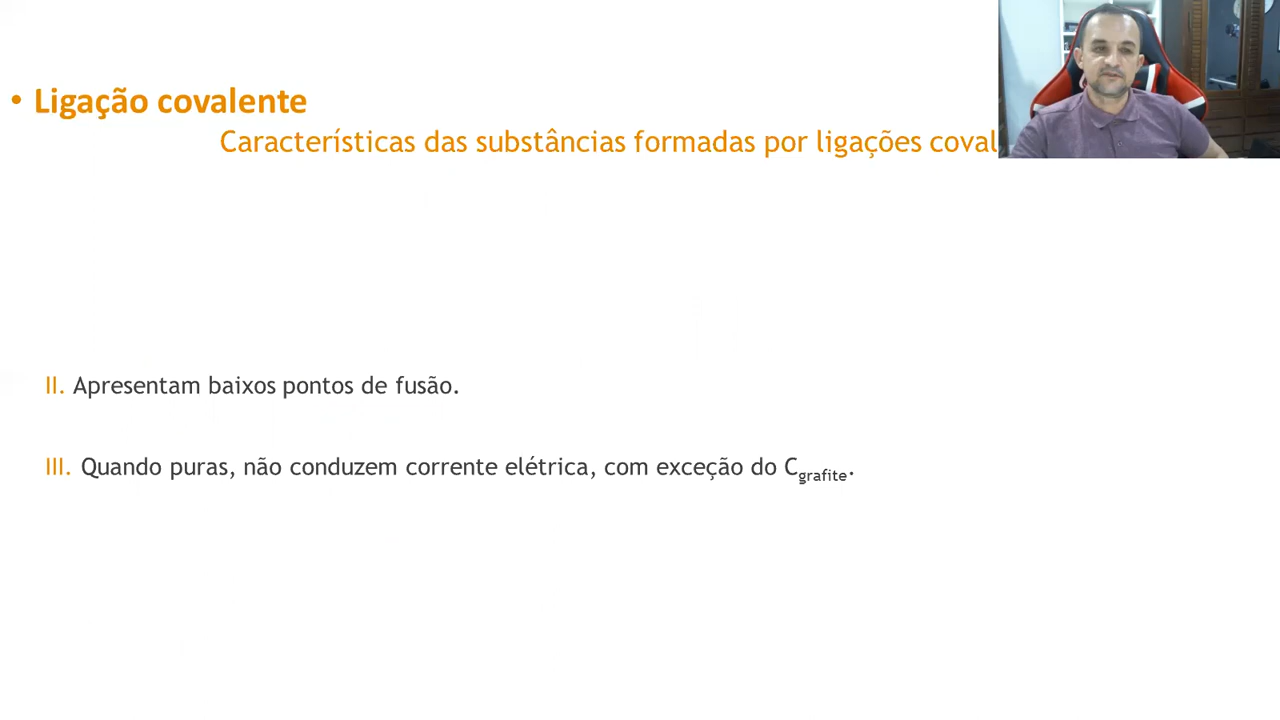 • Ligação covalente
Características das substâncias formadas por ligações
II. Apresentam baixos pontos de fusão.
III. Quando puras, não conduzem corrente elétrica, com exceção do Cgrafite.